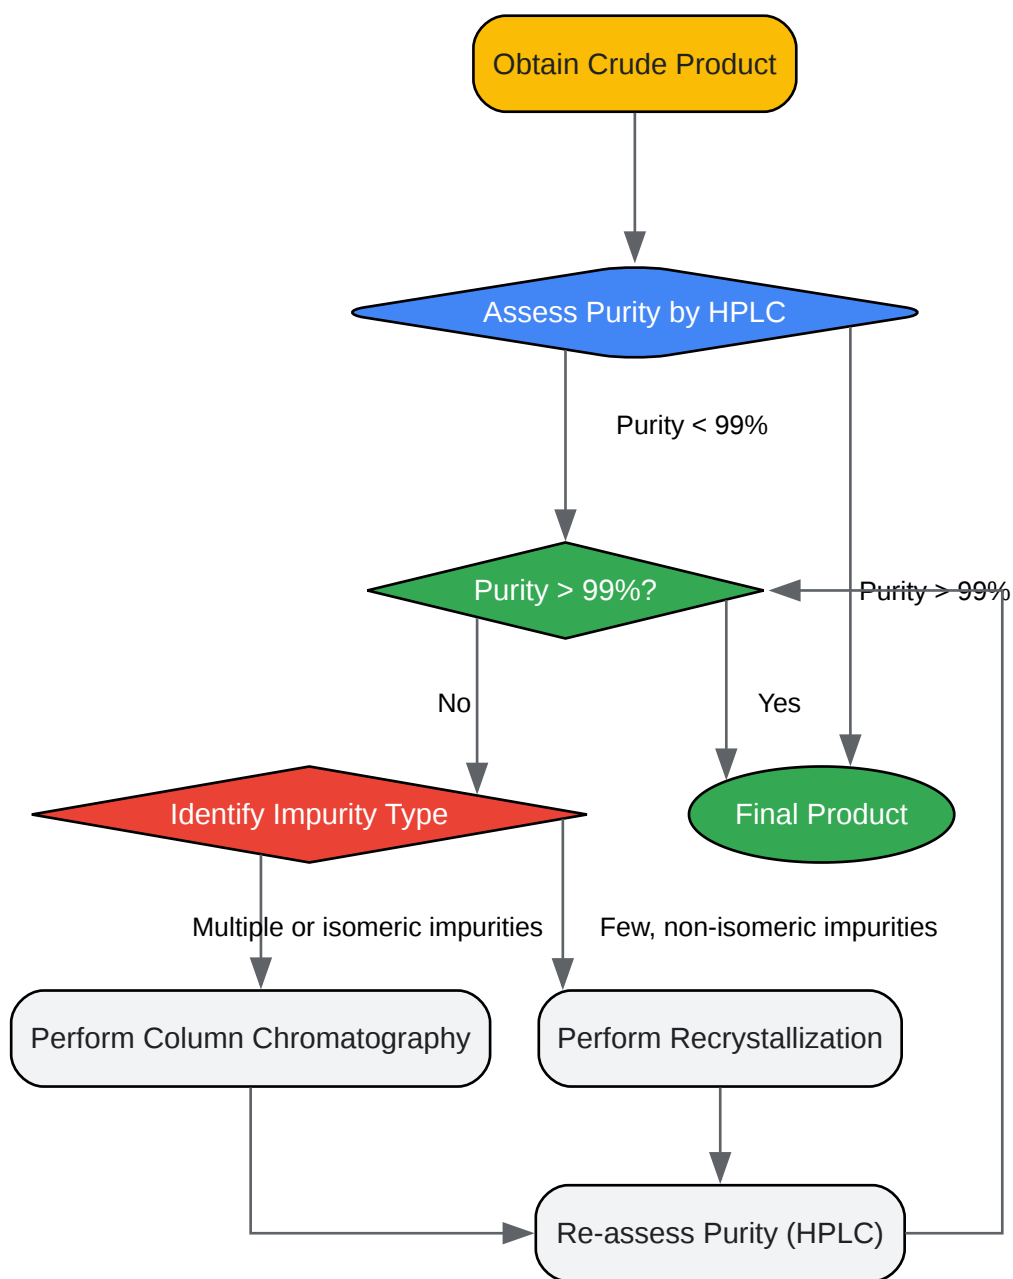 Obtain Crude Product
Assess Purity by HPLC
Purity < 99%
Purity > 99%?
Purity > 99%
No
Yes
Identify Impurity Type
Final Product
Multiple or isomeric impurities
Few, non-isomeric impurities
Perform Column Chromatography
Perform Recrystallization
Re-assess Purity (HPLC)